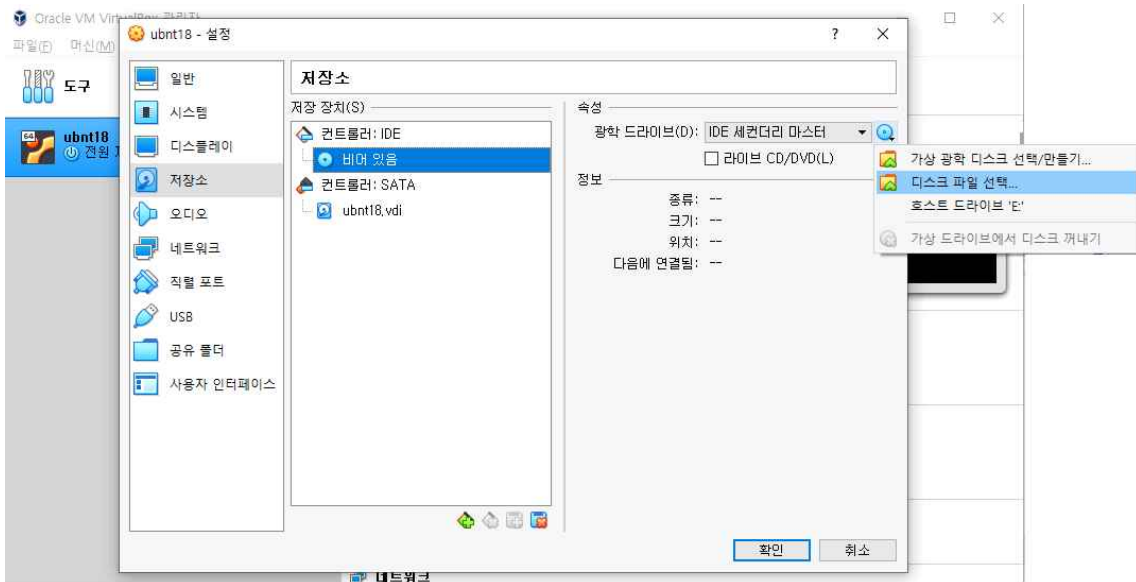 Oracle VM VirtualBox 관리자
파일(F) 머신(M)
도구
64
ubnt18
전원
ubnt18 - 설정
? ×
일반
시스템
디스플레이
저장소
오디오
네트워크
직렬 포트
USB
공유 폴더
사용자 인터페이스
저장소
저장 장치(S)
컨트롤러: IDE
비어 있음
컨트롤러: SATA
ubnt18.vdi
속성
광학 드라이브(D): IDE 세컨더리 마스터
라이브 CD/DVD(L)
정보
종류: --
크기: --
위치: --
다음에 연결됨: --
가상 광학 디스크 선택/만들기...
디스크 파일 선택...
호스트 드라이브 'E:'
가상 드라이브에서 디스크 꺼내기
확인 취소
네트워크